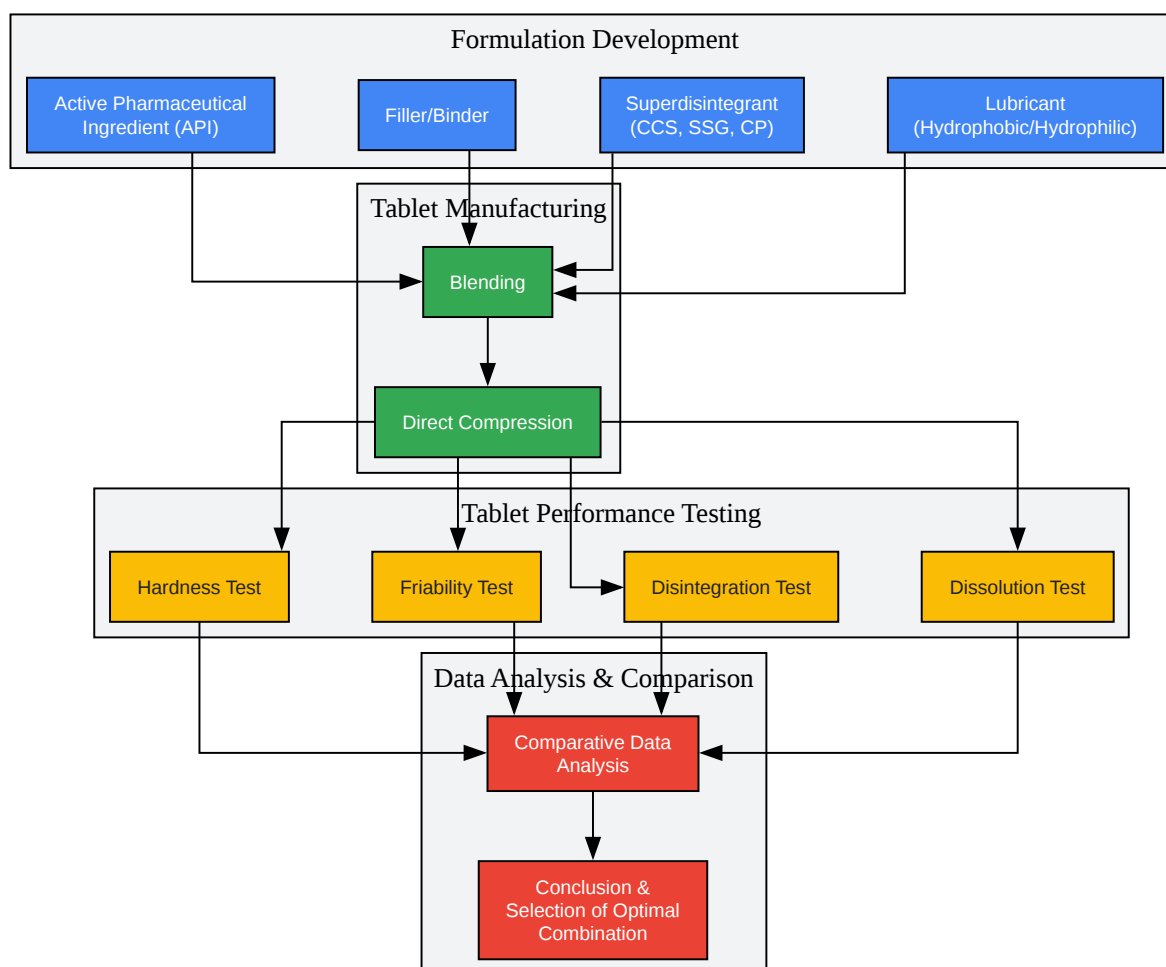 Formulation Development
Active Pharmaceutical
Ingredient (API)
Filler/Binder
Superdisintegrant
(CCS, SSG, CP)
Lubricant
(Hydrophobic/Hydrophilic)
Tablet Manufacturing
Blending
Direct Compression
Tablet Performance Testing
Hardness Test
Friability Test
Disintegration Test
Dissolution Test
Data Analysis & Comparison
Comparative Data
Analysis
Conclusion &
Selection of Optimal
Combination